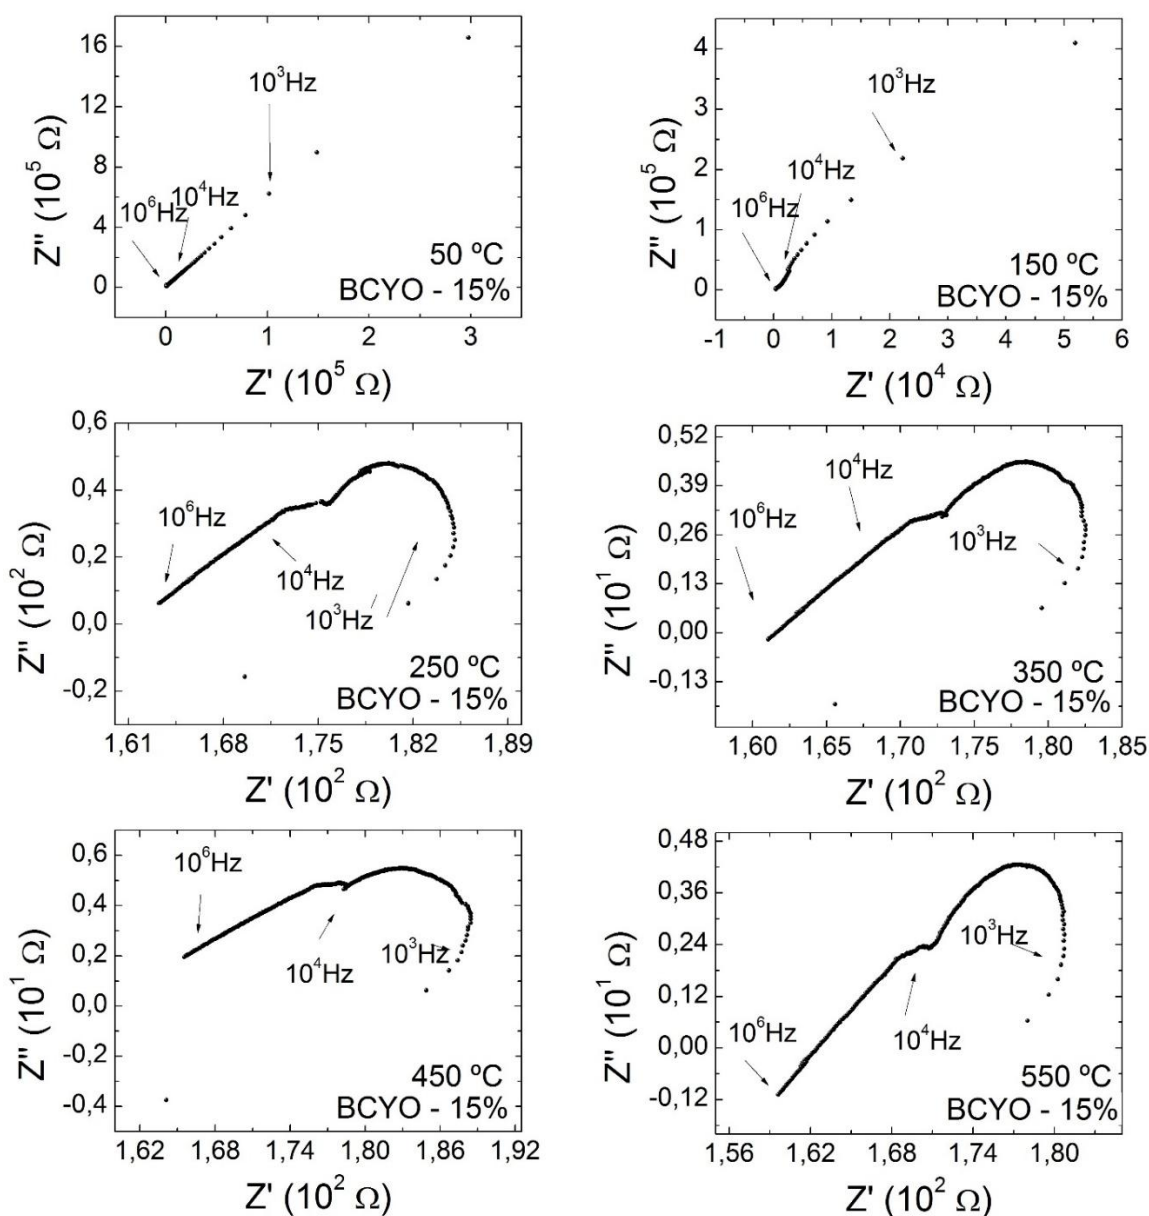 16
12
8
4
0
Z'' (10⁵ Ω)
10³Hz
10⁴Hz
10⁶Hz
50 ºC
BCYO - 15%
0 1 2 3
Z' (10⁵ Ω)
4
3
2
1
0
Z'' (10⁵ Ω)
10³Hz
10⁴Hz
10⁶Hz
150 ºC
BCYO - 15%
-1 0 1 2 3 4 5 6
Z' (10⁴ Ω)
0,6
0,4
0,2
0,0
-0,2
Z'' (10² Ω)
10⁶Hz
10⁴Hz
10³Hz
250 ºC
BCYO - 15%
1,61 1,68 1,75 1,82 1,89
Z' (10² Ω)
0,52
0,39
0,26
0,13
0,00
-0,13
Z'' (10¹ Ω)
10⁴Hz
10⁶Hz
10³Hz
350 ºC
BCYO - 15%
1,60 1,65 1,70 1,75 1,80 1,85
Z' (10² Ω)
0,6
0,4
0,2
0,0
-0,2
-0,4
Z'' (10¹ Ω)
10⁶Hz
10³Hz
10⁴Hz
450 ºC
BCYO - 15%
1,62 1,68 1,74 1,80 1,86 1,92
Z' (10² Ω)
0,48
0,36
0,24
0,12
0,00
-0,12
Z'' (10¹ Ω)
10³Hz
10⁶Hz
10⁴Hz
550 ºC
BCYO - 15%
1,56 1,62 1,68 1,74 1,80
Z' (10² Ω)